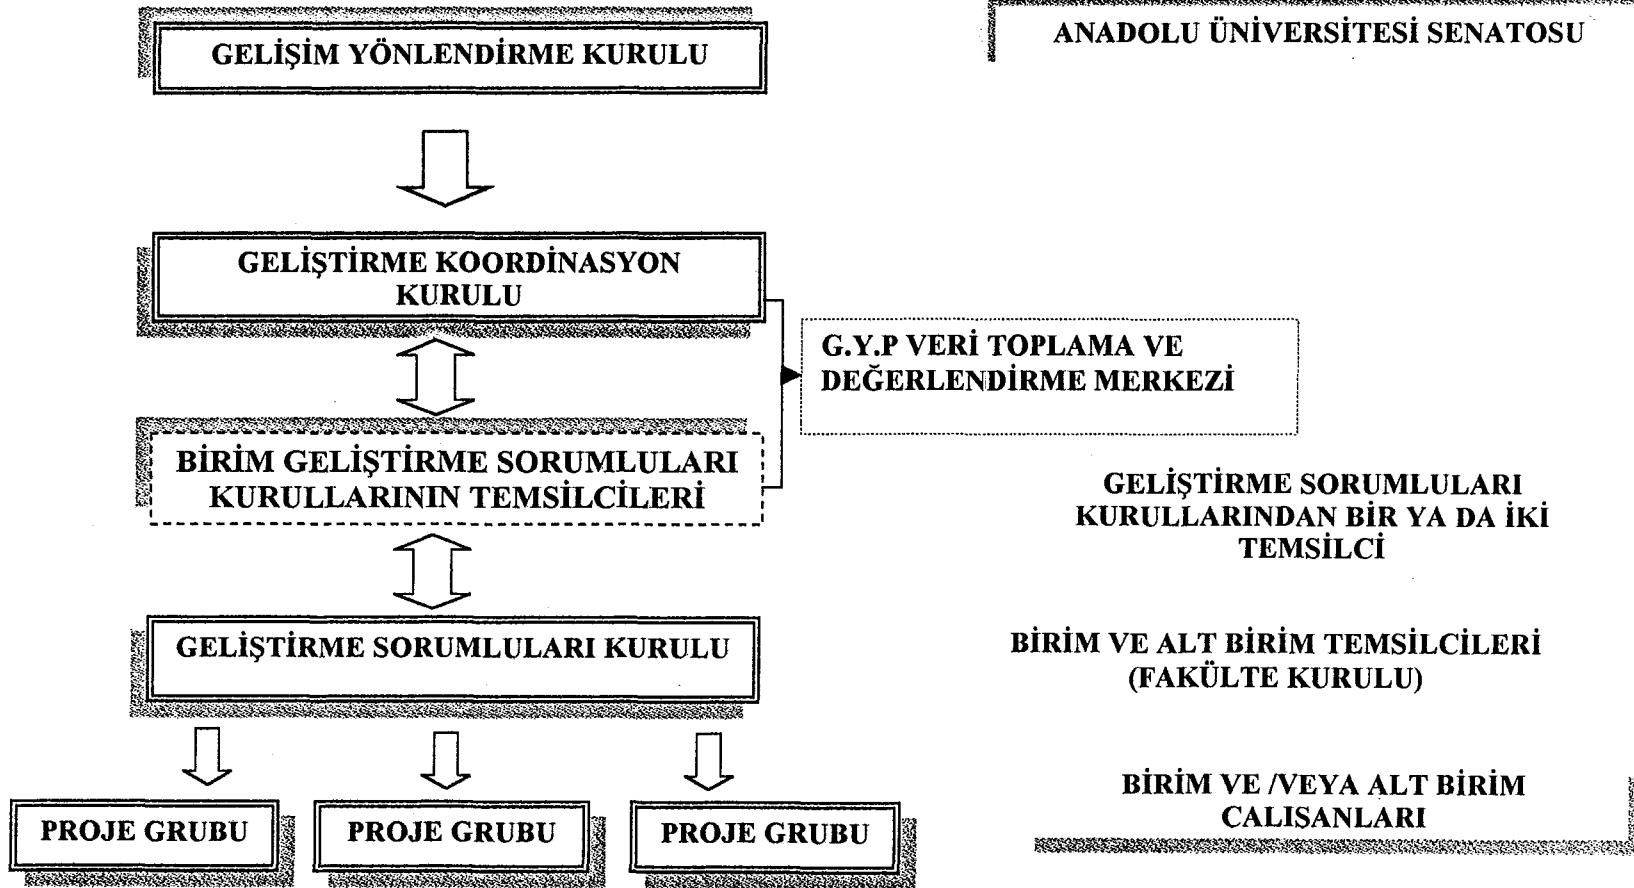 GELİŞİM YÖNLENDİRME KURULU
ANADOLU ÜNİVERSİTESİ SENATOSU
GELİŞTİRME KOORDİNASYON
KURULU
G.Y.P VERİ TOPLAMA VE
DEĞERLENDİRME MERKEZİ
BİRİM GELİŞTİRME SORUMLULARI
KURULLARININ TEMSİLCİLERİ
GELİŞTİRME SORUMLULARI
KURULLARINDAN BİR YA DA İKİ
TEMSİLCİ
GELİŞTİRME SORUMLULARI KURULU
BİRİM VE ALT BİRİM TEMSİLCİLERİ
(FAKÜLTE KURULU)
BİRİM VE /VEYA ALT BİRİM
CALISANLARI
PROJE GRUBU
PROJE GRUBU
PROJE GRUBU